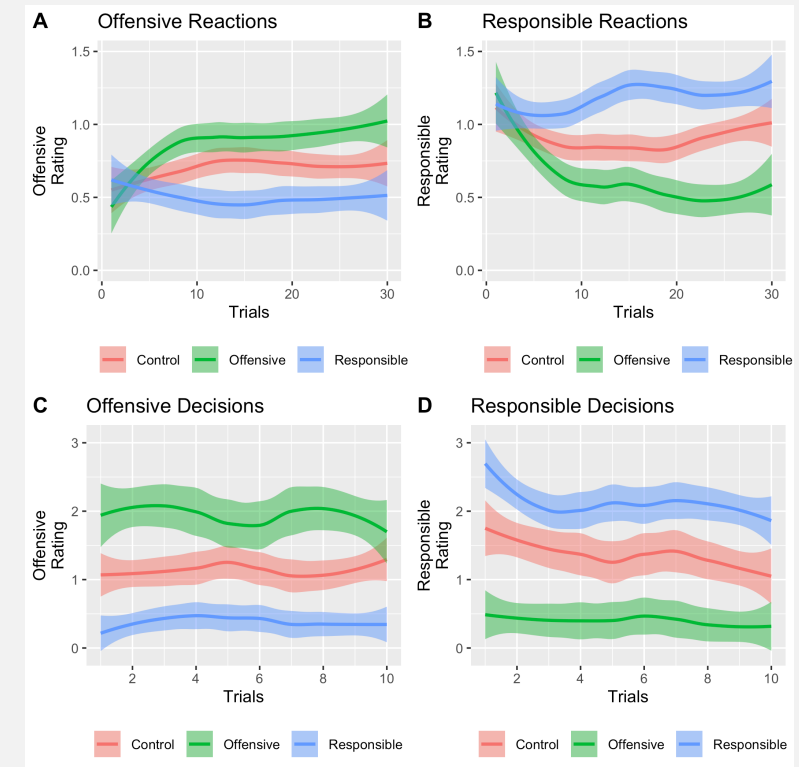 A Offensive Reactions
B Responsible Reactions
Offensive
Rating
1.5
1.0
0.5
0.0
0 10 20 30
Trials
Responsible
Rating
1.5
1.0
0.5
0.0
0 10 20 30
Trials
Control Offensive Responsible
Control Offensive Responsible
C Offensive Decisions
D Responsible Decisions
Offensive
Rating
3
2
1
0
2 4 6 8 10
Trials
Responsible
Rating
3
2
1
0
2 4 6 8 10
Trials
Control Offensive Responsible
Control Offensive Responsible